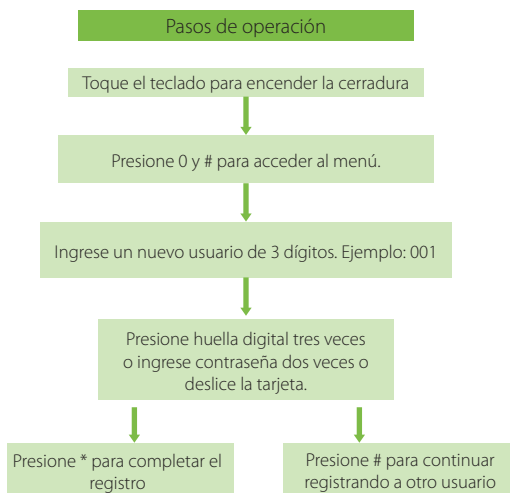 Pasos de operación
Toque el teclado para encender la cerradura
Presione 0 y # para acceder al menú.
Ingrese un nuevo usuario de 3 dígitos. Ejemplo: 001
Presione huella digital tres veces
o ingrese contraseña dos veces o
deslice la tarjeta.
Presione * para completar el
registro
Presione # para continuar
registrando a otro usuario